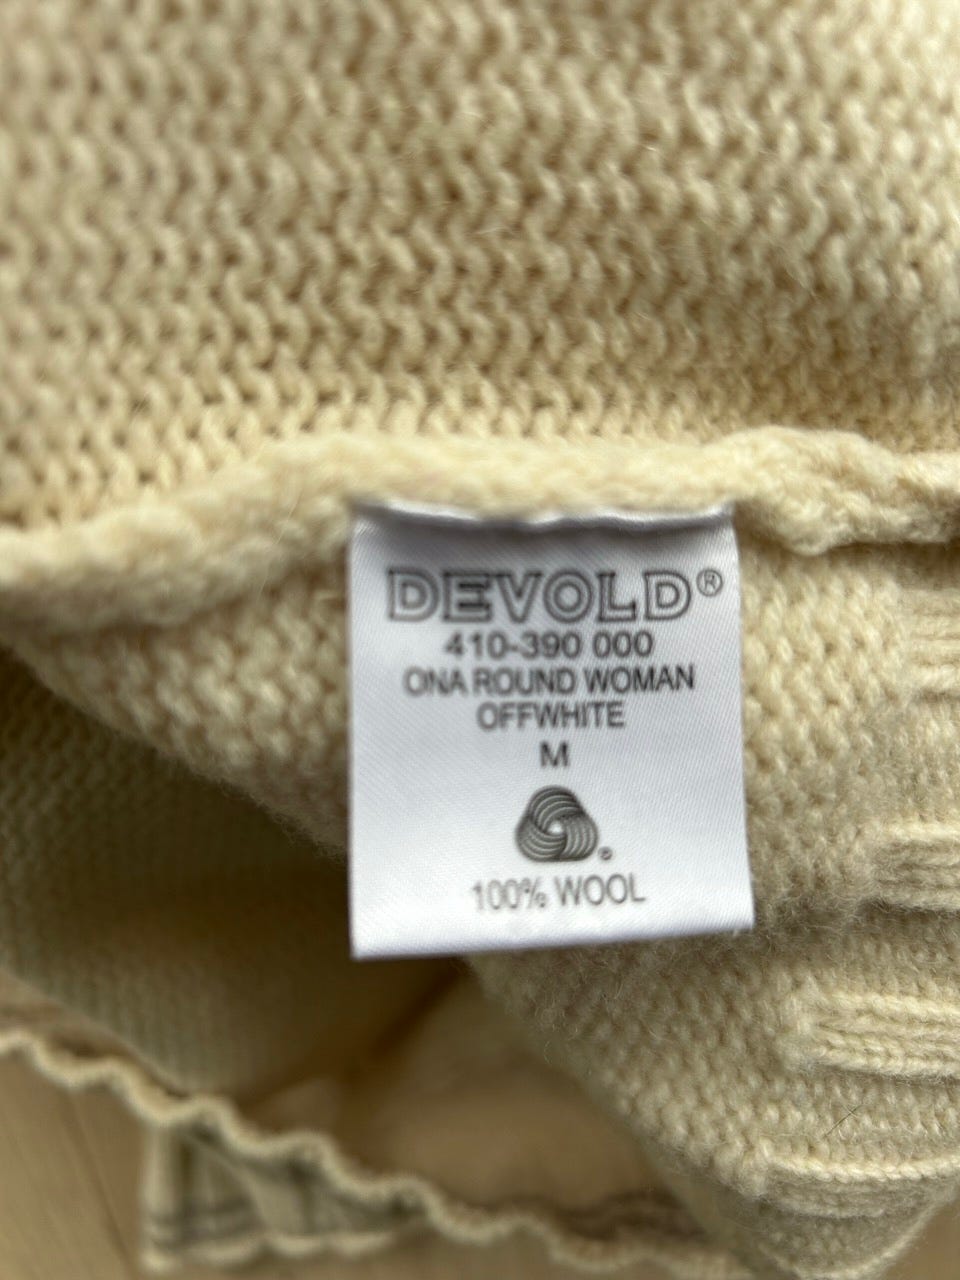 DEVOLD®
410-390 000
ONA ROUND WOMAN
OFFWHITE
M
100% WOOL